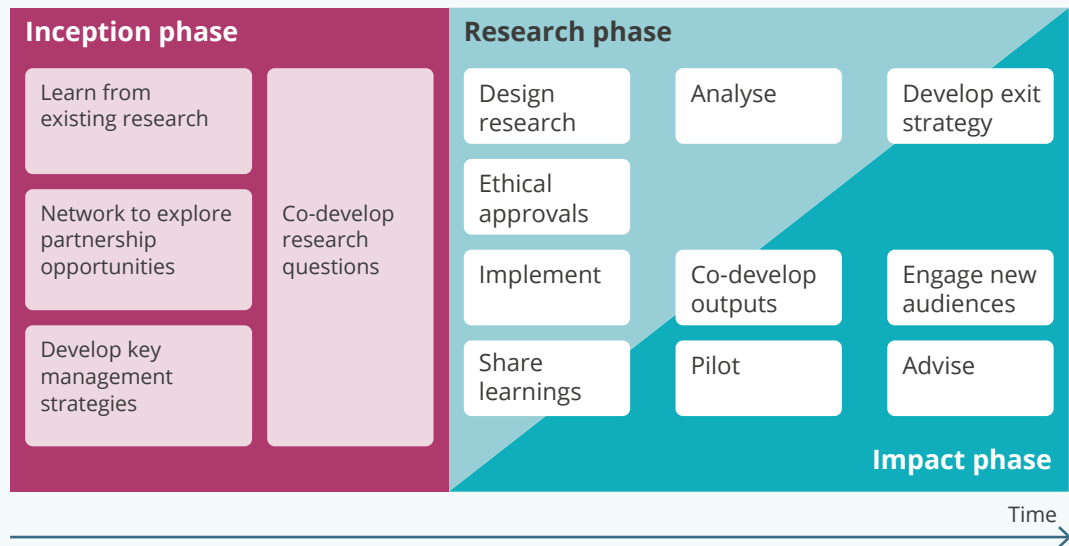 Inception phase
Learn from
existing research
Network to explore
partnership
opportunities
Develop key
management
strategies
Co-develop
research
questions
Research phase
Design
research
Ethical
approvals
Implement
Share
learnings
Analyse
Co-develop
outputs
Pilot
Develop exit
strategy
Engage new
audiences
Advise
Impact phase
Time